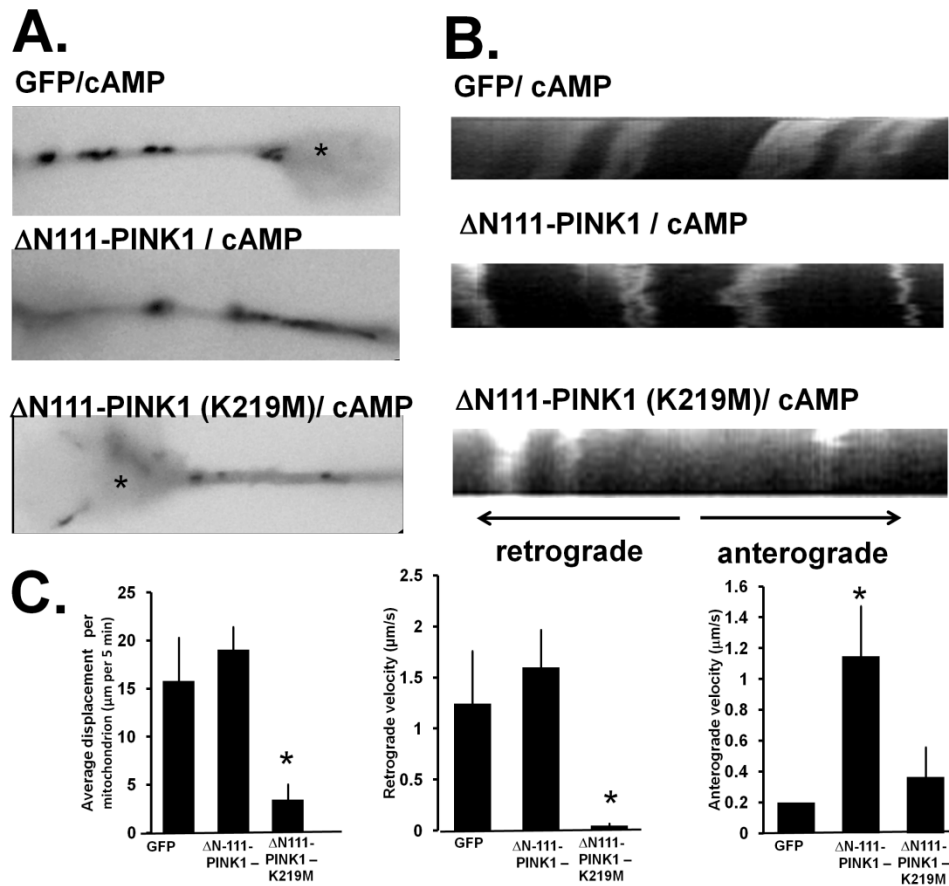 A.
GFP/cAMP
*
ΔN111-PINK1 / cAMP
ΔN111-PINK1 (K219M)/ cAMP
*
B.
GFP/ cAMP
ΔN111-PINK1 / cAMP
ΔN111-PINK1 (K219M)/ cAMP
retrograde
anterograde
C.
Average displacement per
mitochondrion (µm per 5 min)
25
20
15
10
5
0
*
GFP
ΔN-111-
PINK1 –
ΔN111-
PINK1 –
K219M
Retrograde velocity (µm/s)
2.5
2
1.5
1
0.5
0
*
GFP
ΔN-111-
PINK1 –
ΔN111-
PINK1 –
K219M
Anterograde velocity (µm/s)
1.6
1.4
1.2
1
0.8
0.6
0.4
0.2
0
*
GFP
ΔN-111-
PINK1 –
ΔN111-
PINK1 –
K219M